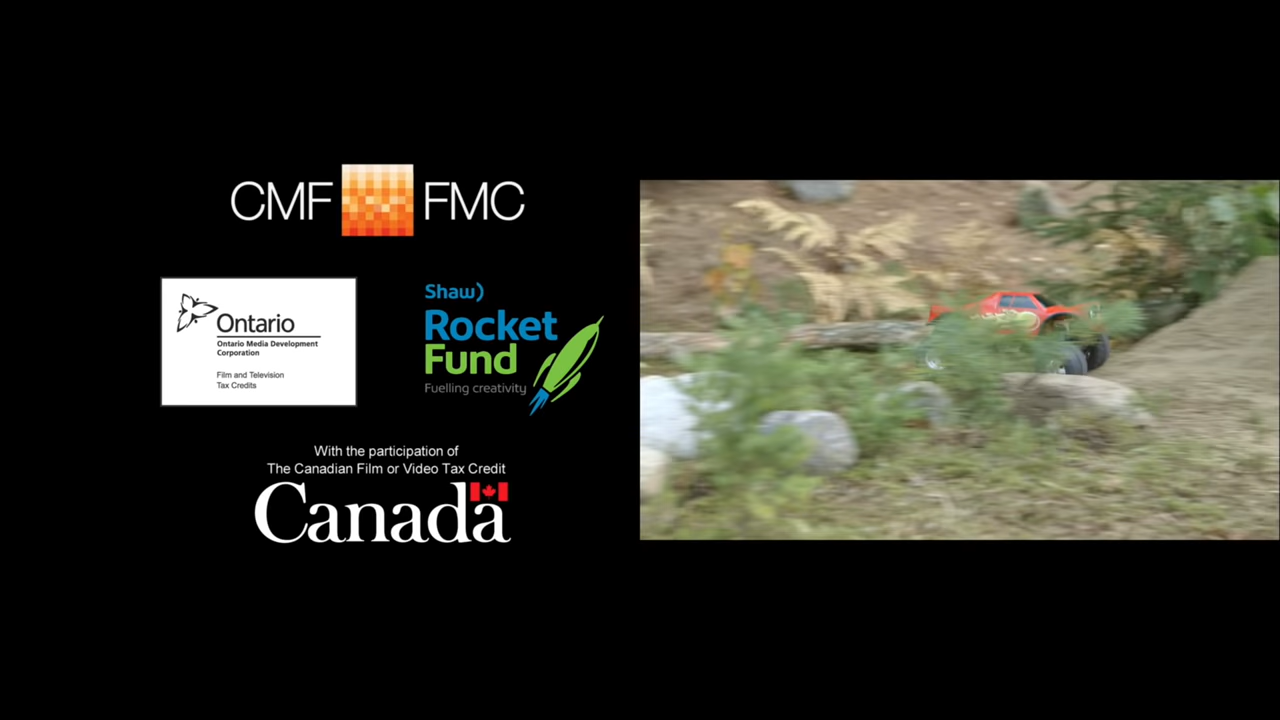 CMF FMC
Ontario
Ontario Media Development
Corporation
Film and Television
Tax Credits
Shaw)
Rocket
Fund
Fuelling creativity
With the participation of
The Canadian Film or Video Tax Credit
Canada